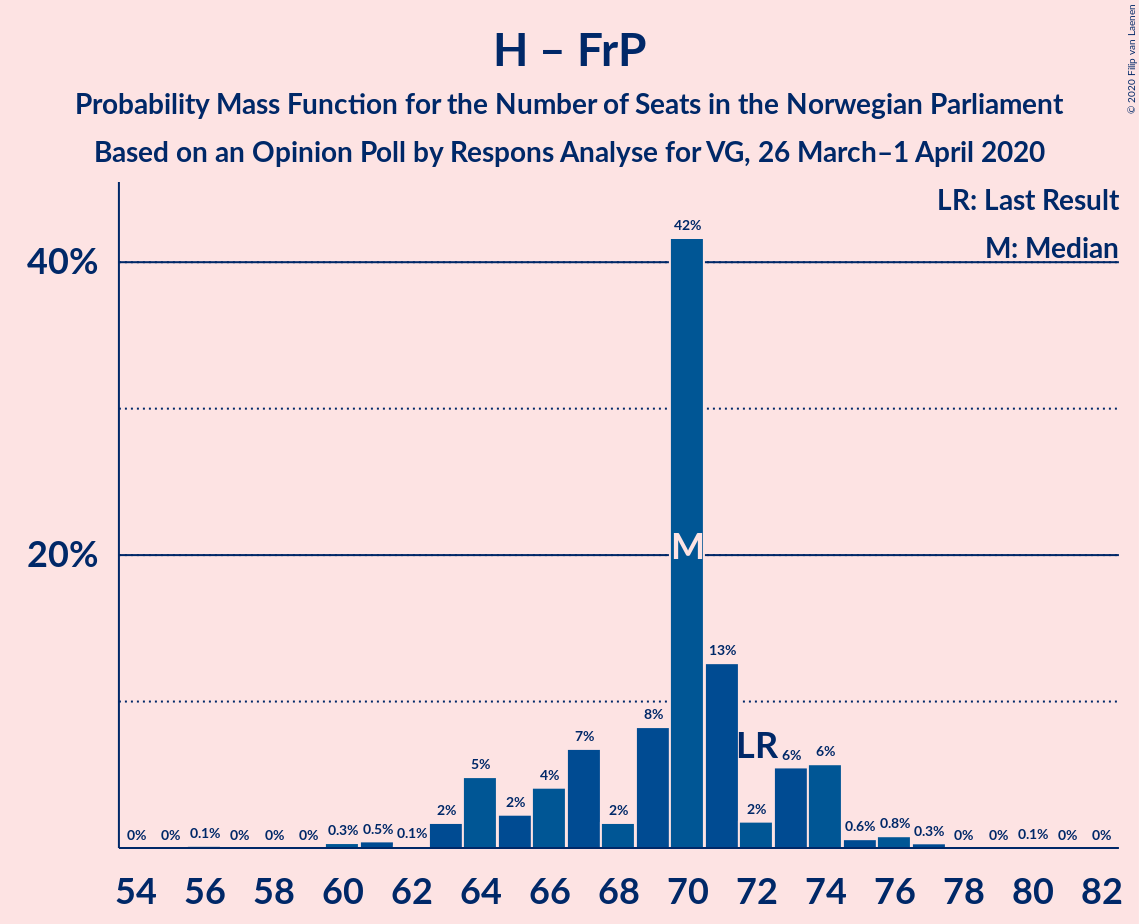 © 2020 Filip van Laenen
H – FrP
Probability Mass Function for the Number of Seats in the Norwegian Parliament
Based on an Opinion Poll by Respons Analyse for VG, 26 March–1 April 2020
LR: Last Result
M: Median
40%
20%
0% 0% 0.1% 0% 0% 0% 0.3% 0.5% 0.1% 2% 5% 2% 4% 7% 2% 8% 42% 13% 2% 6% 6% 0.6% 0.8% 0.3% 0% 0% 0.1% 0% 0%
M
LR
54 56 58 60 62 64 66 68 70 72 74 76 78 80 82